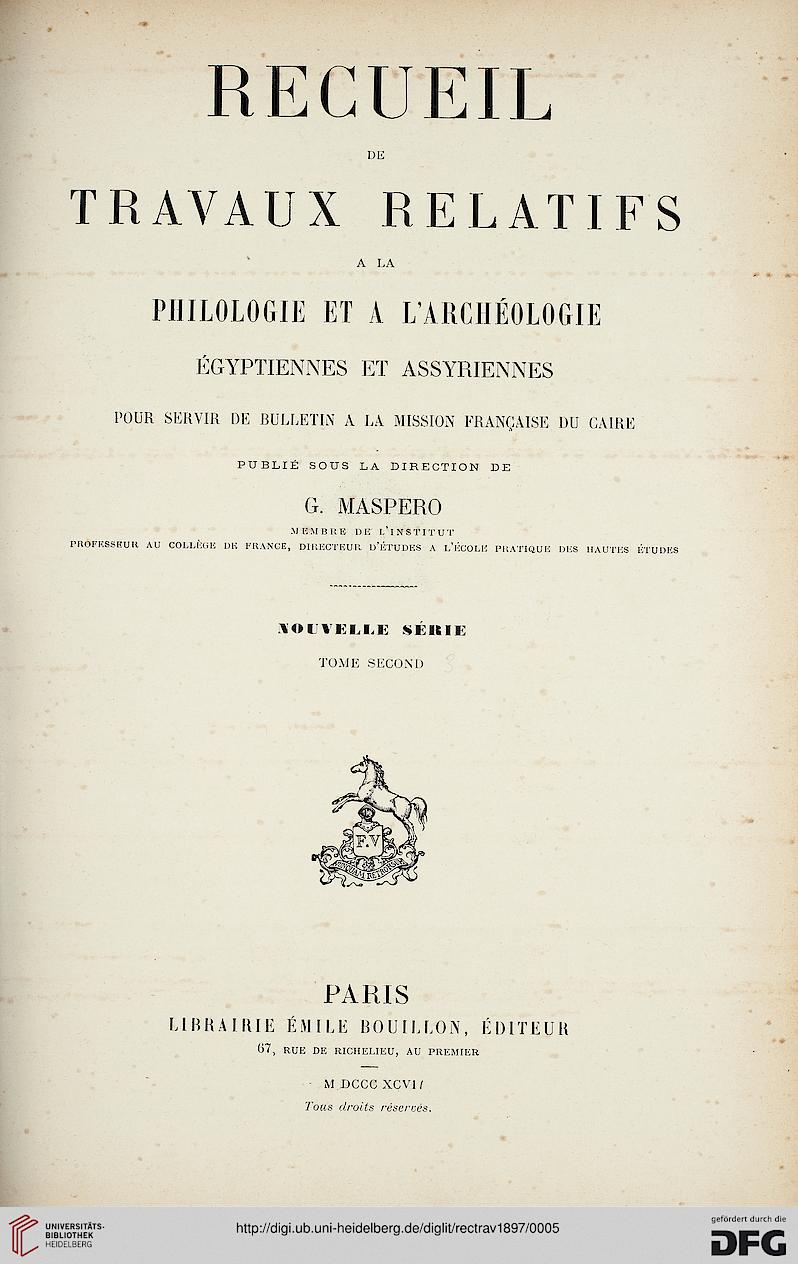 RECUEIL
DE
TRAVAUX RELATIFS
A LA
PHILOLOGIE ET A L'ARCHÉOLOGIE
ÉGYPTIENNES ET ASSYRIENNES
POUR SERVIR DE BULLETIN A LA MISSION FRANÇAISE DU CAIRE
PUBLIÉ SOUS LA DIRECTION DE
G. MASPERO
MEMBRE DE L'INSTITUT
PROFESSEUR AU COLLÈGE DE FRANCE, DIRECTEUR D'ÉTUDES A L'ÉCOLE PRATIQUE DES HAUTES ÉTUDES
NOUVELLE SÉRIE
TOME SECOND
F.V
NUNQUAM RETRORSUM
PARIS
LIBRAIRIE ÉMILE BOUILLON, ÉDITEUR
67, RUE DE RICHELIEU, AU PREMIER
M DCCC XCVII
Tous droits réservés.
UNIVERSITÄTS-
BIBLIOTHEK
HEIDELBERG
http://digi.ub.uni-heidelberg.de/diglit/rectrav1897/0005
gefördert durch die
DFG